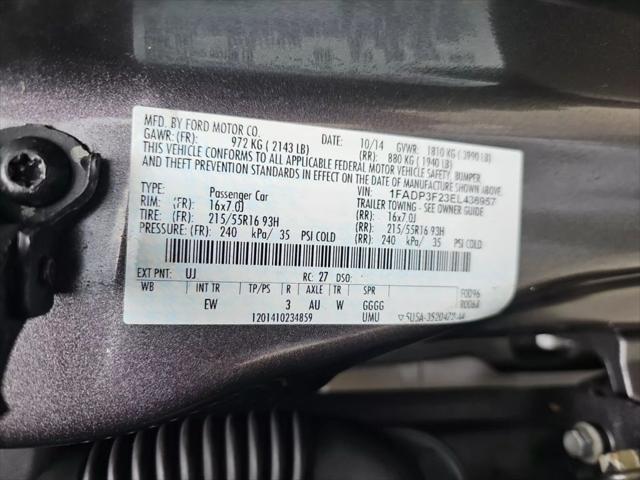 MFD. BY FORD MOTOR CO. 10/14 GVWR: 1810 KG ( 3990 LB)
GAWR: (FR): 972 KG ( 2143 LB) (RR): 880 KG ( 1940 LB)
THIS VEHICLE CONFORMS TO ALL APPLICABLE FEDERAL MOTOR VEHICLE SAFETY, BUMPER,
AND THEFT PREVENTION STANDARDS IN EFFECT ON THE DATE OF MANUFACTURE SHOWN ABOVE.
TYPE: Passenger Car VIN: 1FADP3F23EL436957
RIM: (FR): 16x7.0J TRAILER TOWING - SEE OWNER GUIDE
(RR): 16x7.0J
TIRE: (FR): 215/55R16 93H (RR): 215/55R16 93H
PRESSURE: (FR): 240 kPa/ 35 PSI COLD (RR): 240 kPa/ 35 PSI COLD
EXT PNT: UJ RC: 27 DSO:
WB INT TR TP/PS R AXLE TR SPR F0D96
EW 3 AU W GGGG
1201410234859 UMU